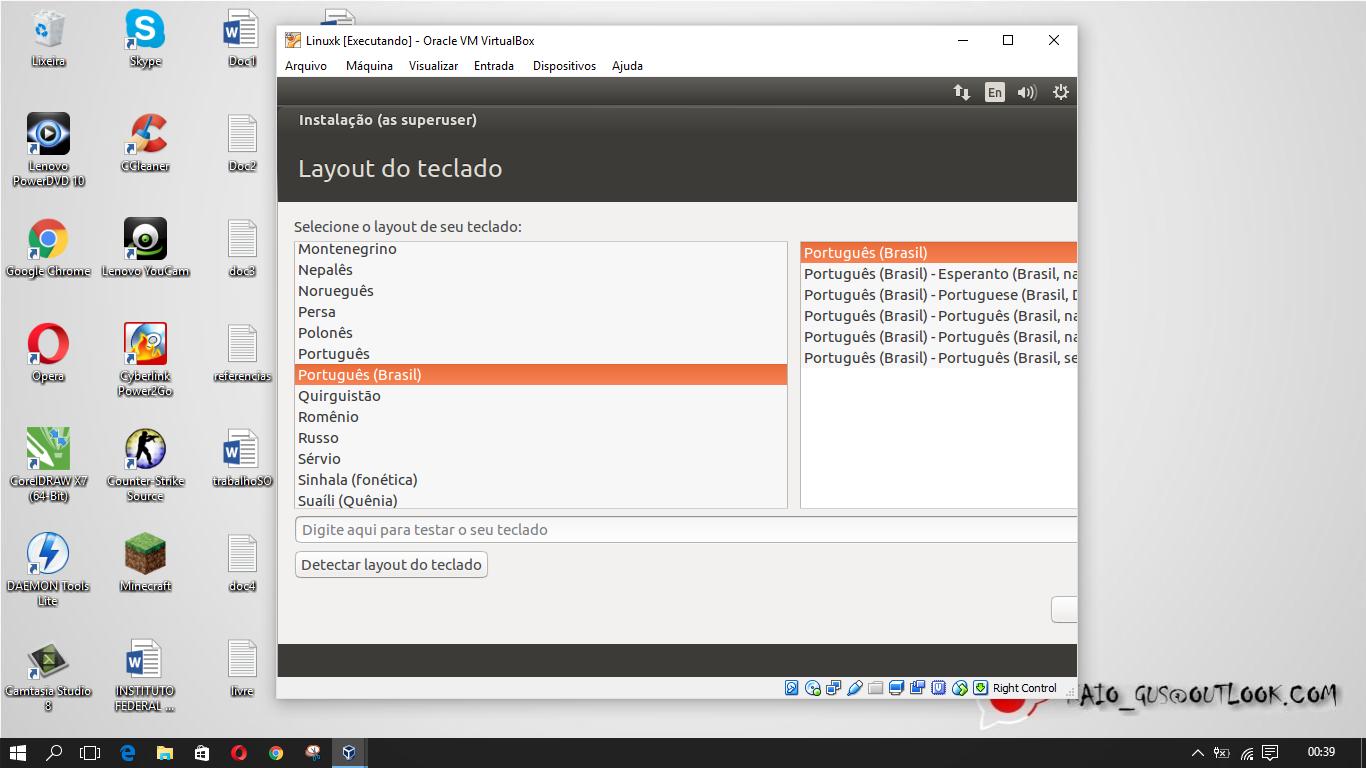 Lixeira
Skype
Doc1
Lenovo
PowerDVD 10
CCleaner
Doc2
Google Chrome
Lenovo YouCam
doc3
Opera
Cyberlink
Power2Go
referencias
CorelDRAW X7
(64-Bit)
Counter-Strike
Source
trabalhoSO
DAEMON Tools
Lite
Minecraft
doc4
Camtasia Studio
8
INSTITUTO
FEDERAL ...
livre
Linuxk [Executando] - Oracle VM VirtualBox
Arquivo Máquina Visualizar Entrada Dispositivos Ajuda
En
Instalação (as superuser)
Layout do teclado
Selecione o layout de seu teclado:
Montenegrino
Nepalês
Norueguês
Persa
Polonês
Português
Português (Brasil)
Quirguistão
Romênio
Russo
Sérvio
Sinhala (fonética)
Suaíli (Quênia)
Português (Brasil)
Português (Brasil) - Esperanto (Brasil, na
Português (Brasil) - Portuguese (Brasil, D
Português (Brasil) - Português (Brasil, na
Português (Brasil) - Português (Brasil, na
Português (Brasil) - Português (Brasil, se
Digite aqui para testar o seu teclado
Detectar layout do teclado
Right Control
AIO_GUS@OUTLOOK.COM
00:39